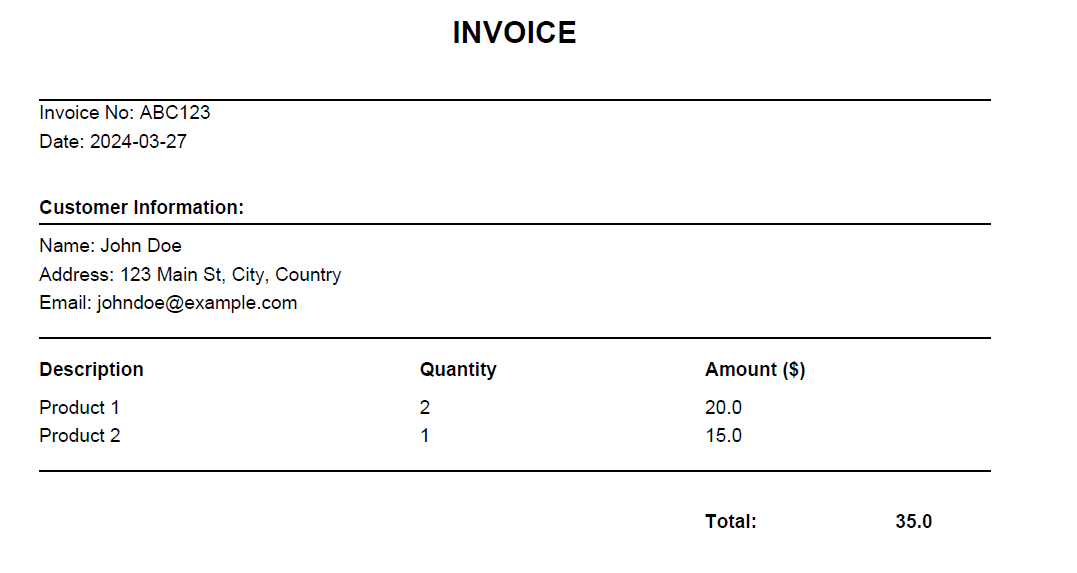 INVOICE
Invoice No: ABC123
Date: 2024-03-27
Customer Information:
Name: John Doe
Address: 123 Main St, City, Country
Email: johndoe@example.com
Description Quantity Amount ($)
Product 1 2 20.0
Product 2 1 15.0
Total: 35.0